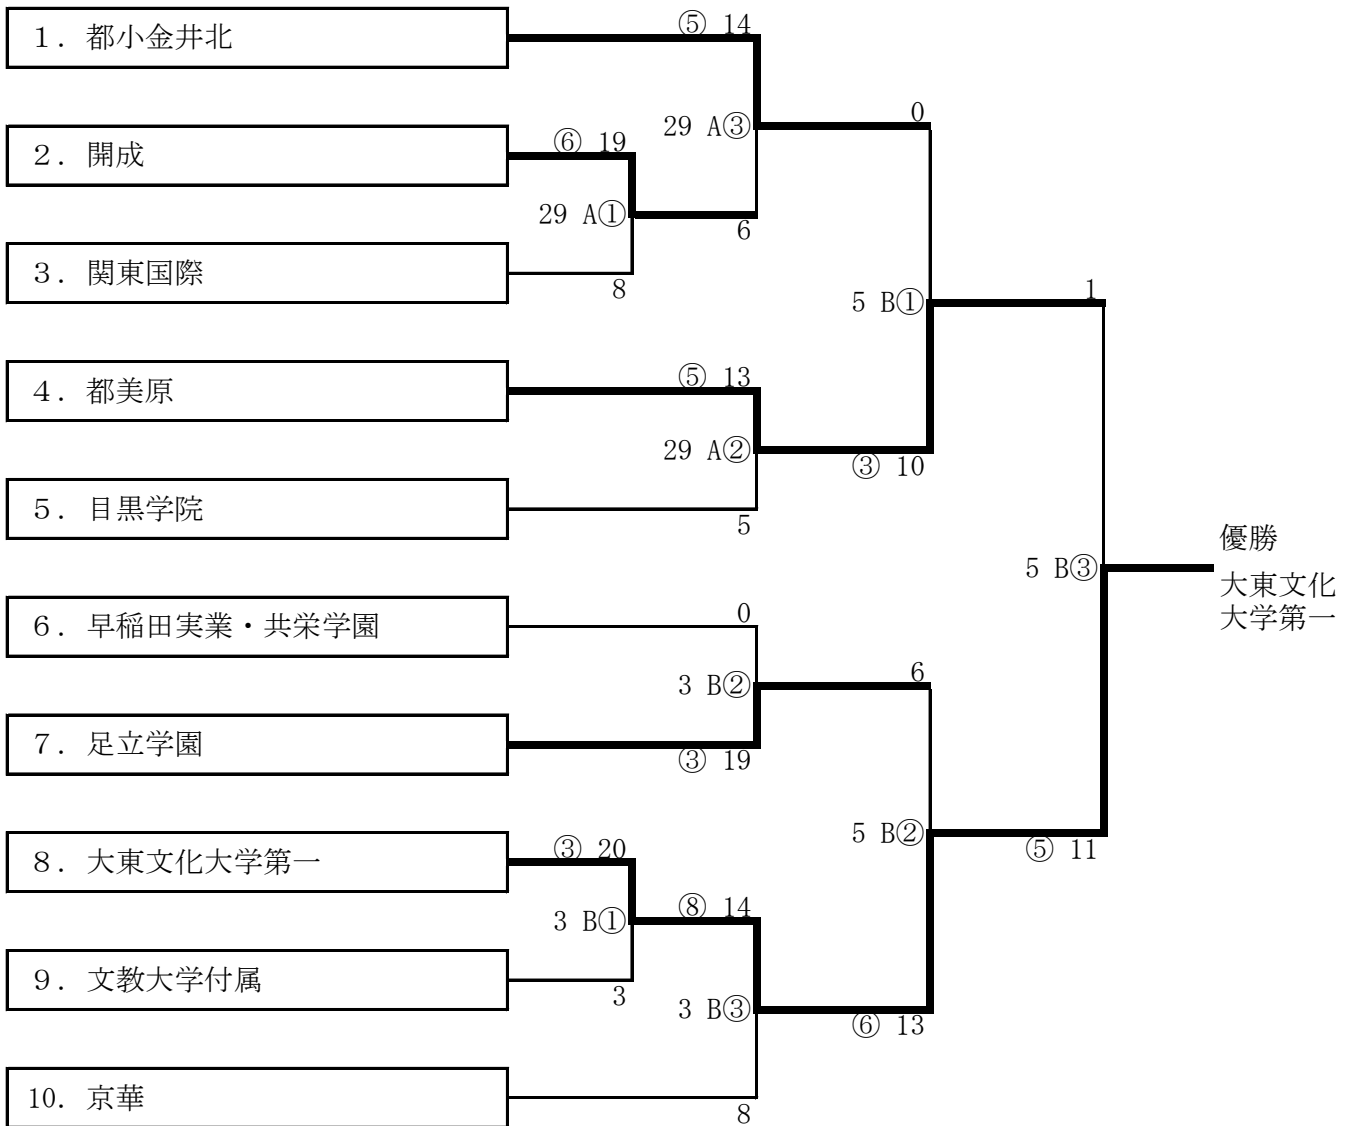 ⑤ 14
１．都小金井北
0
29 A③
⑥ 19
２．開成
29 A①
6
３．関東国際
8
1
5 B①
⑤ 13
４．都美原
29 A②
③ 10
５．目黒学院
5
優勝
5 B③
大東文化
大学第一
0
６．早稲田実業・共栄学園
6
3 B②
７．足立学園
③ 19
5 B②
⑤ 11
③ 20
８．大東文化大学第一
⑧ 14
3 B①
９．文教大学付属
3
3 B③
⑥ 13
10．京華
8